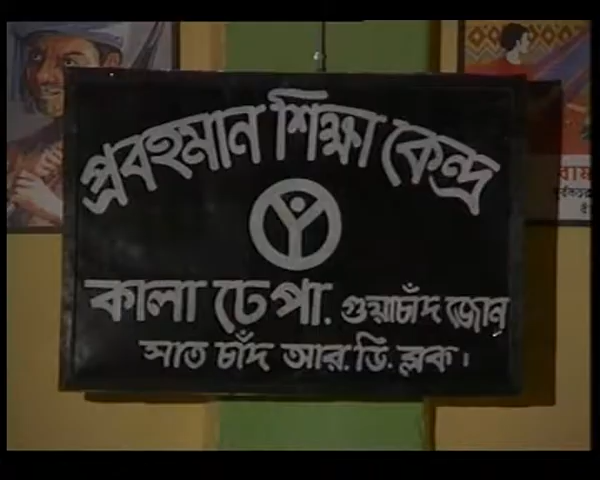 প্রবহমান শিক্ষা কেন্দ্র
কালা ঢেপা. গুয়াচাঁদ জোন
সাত চাঁদ আর. ডি. ব্লক।